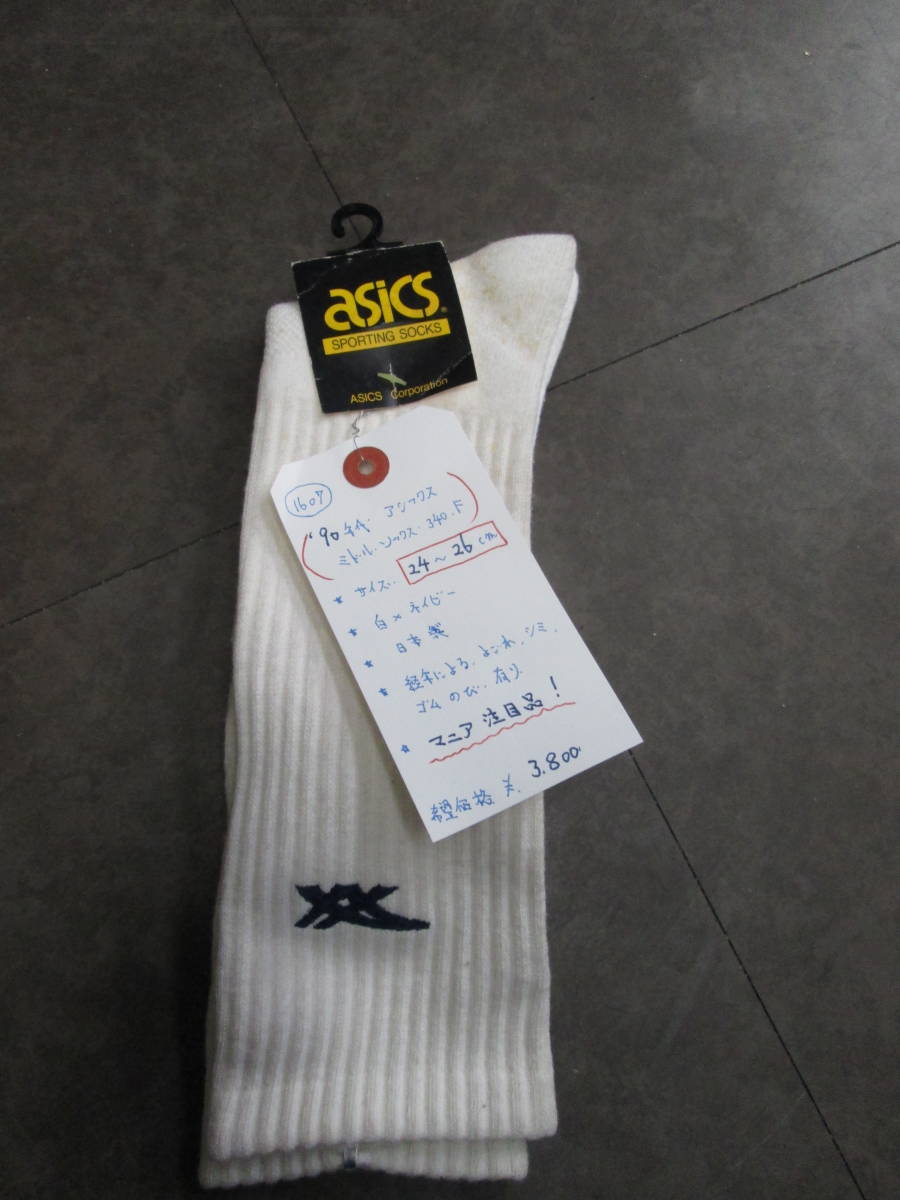 asics
SPORTING SOCKS
ASICS Corporation
1607
'90年代 アシックス
ミドル・ソックス・340.F
* サイズ 24〜26cm
* 白×ネイビー
* 日本製
* 経年による よごれ、シミ、
ゴムのび、有り
* マニア注目品!
希望価格 ¥.3.800